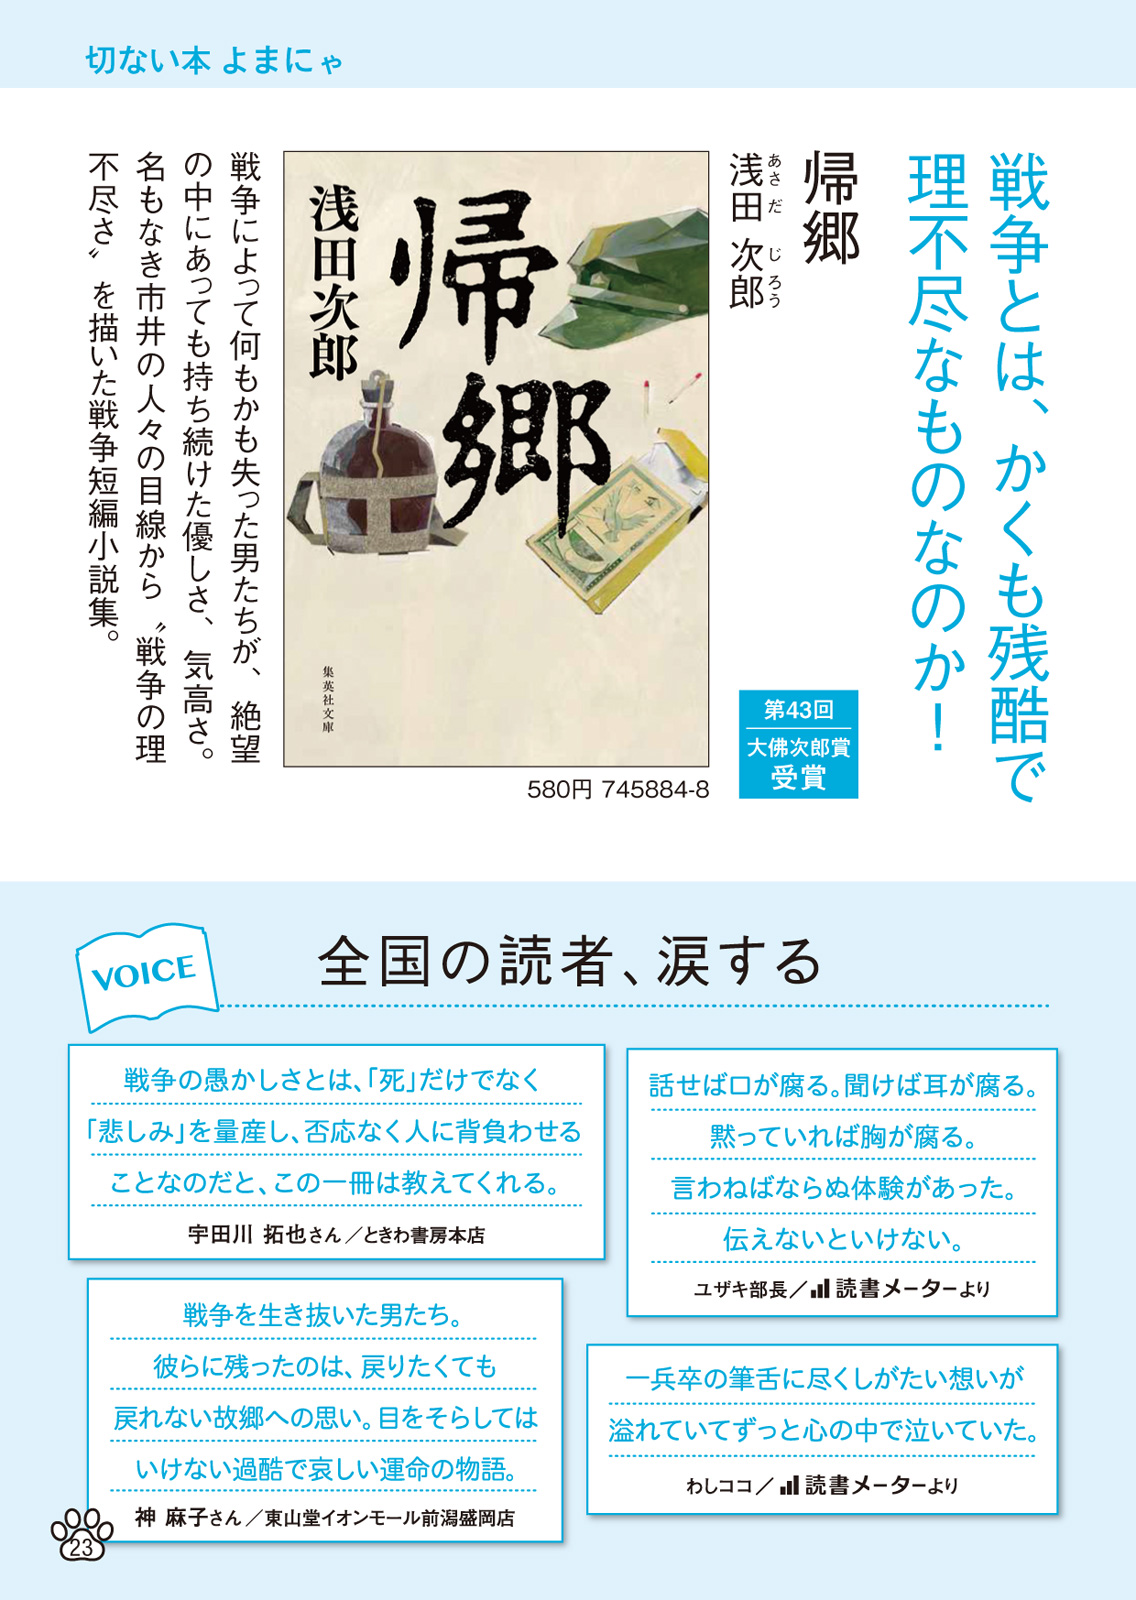 切ない本 よまにゃ
戦争とは、かくも残酷で
理不尽なものなのか！
帰郷
浅田 次郎
あさだ じろう
第43回
大佛次郎賞
受賞
帰郷
浅田次郎
集英社文庫
580円 745884-8
戦争によって何もかも失った男たちが、絶望
の中にあっても持ち続けた優しさ、気高さ。
名もなき市井の人々の目線から〝戦争の理
不尽さ〟を描いた戦争短編小説集。
VOICE
全国の読者、涙する
戦争の愚かしさとは、「死」だけでなく
「悲しみ」を量産し、否応なく人に背負わせる
ことなのだと、この一冊は教えてくれる。
宇田川 拓也さん／ときわ書房本店
話せば口が腐る。聞けば耳が腐る。
黙っていれば胸が腐る。
言わねばならぬ体験があった。
伝えないといけない。
ユザキ部長／読書メーターより
戦争を生き抜いた男たち。
彼らに残ったのは、戻りたくても
戻れない故郷への思い。目をそらしては
いけない過酷で哀しい運命の物語。
神 麻子さん／東山堂イオンモール前潟盛岡店
一兵卒の筆舌に尽くしがたい想いが
溢れていてずっと心の中で泣いていた。
わしココ／読書メーターより
23